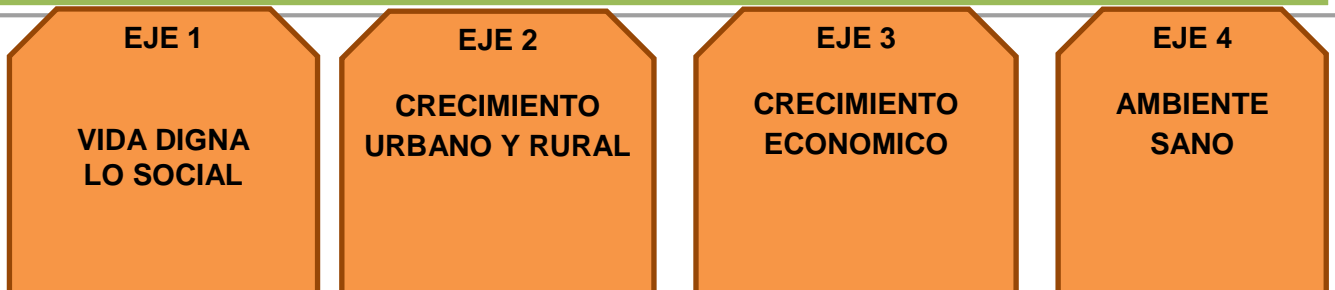 EJE 1
VIDA DIGNA
LO SOCIAL
EJE 2
CRECIMIENTO
URBANO Y RURAL
EJE 3
CRECIMIENTO
ECONOMICO
EJE 4
AMBIENTE
SANO